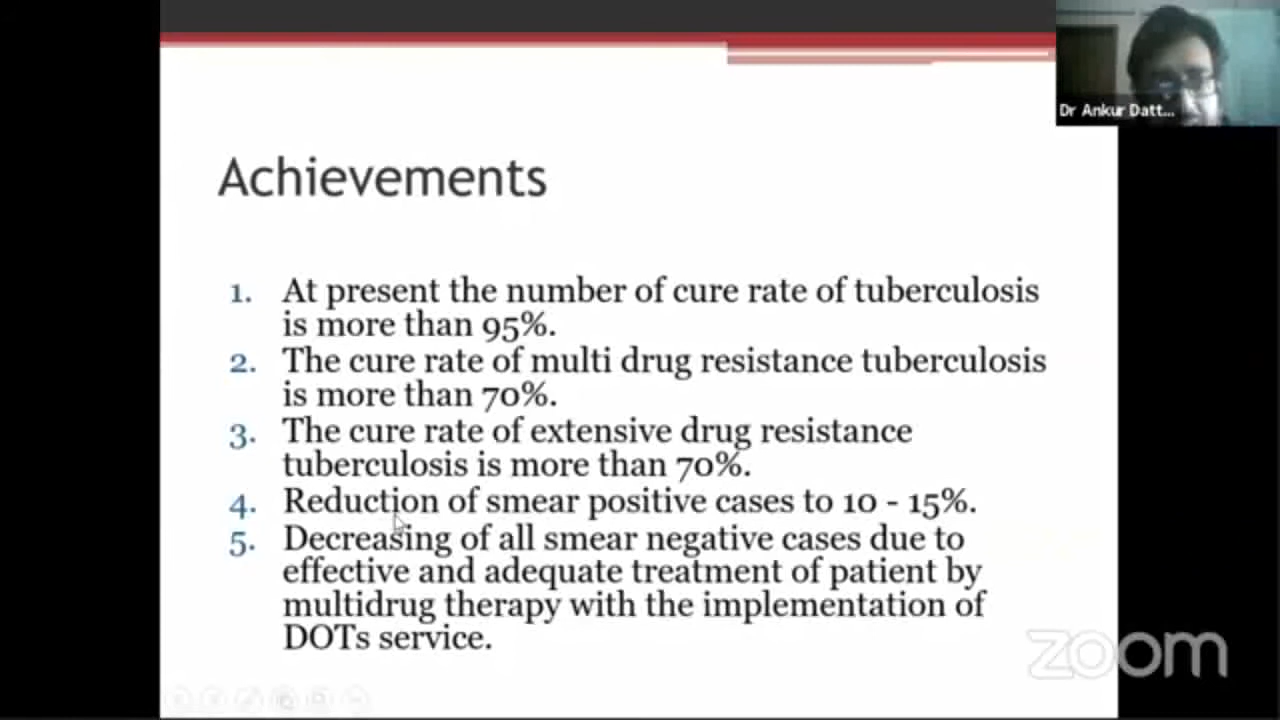 Dr Ankur Datt...
Achievements
1. At present the number of cure rate of tuberculosis
is more than 95%.
2. The cure rate of multi drug resistance tuberculosis
is more than 70%.
3. The cure rate of extensive drug resistance
tuberculosis is more than 70%.
4. Reduction of smear positive cases to 10 - 15%.
5. Decreasing of all smear negative cases due to
effective and adequate treatment of patient by
multidrug therapy with the implementation of
DOTs service.
zoom